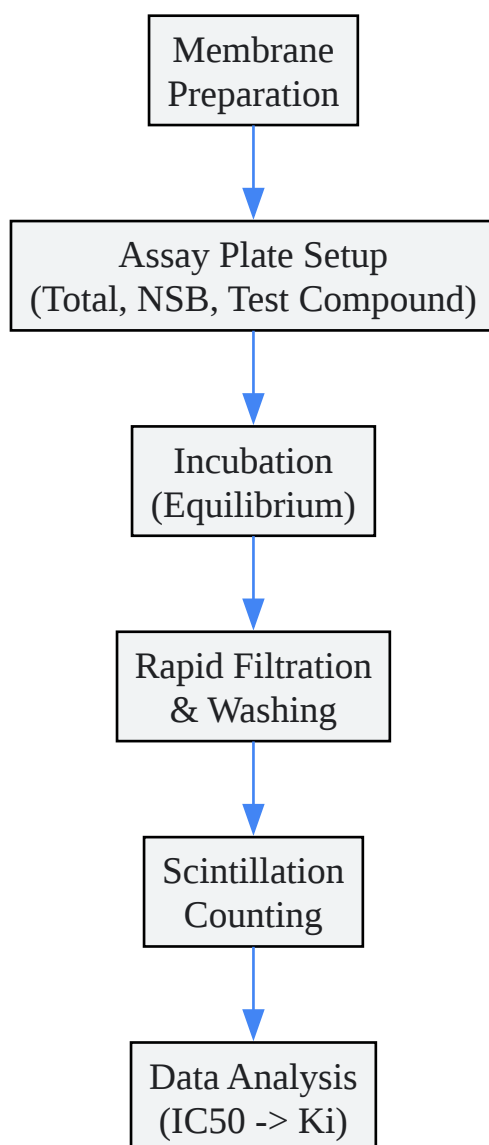 Membrane
Preparation
Assay Plate Setup
(Total, NSB, Test Compound)
Incubation
(Equilibrium)
Rapid Filtration
& Washing
Scintillation
Counting
Data Analysis
(IC50 -> Ki)